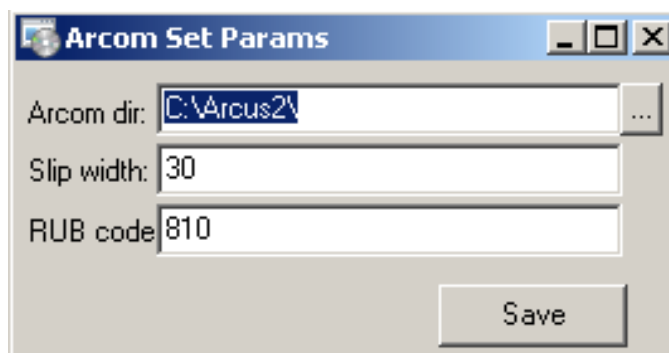 Arcom Set Params
Arcom dir: C:\Arcus2\ ...
Slip width: 30
RUB code 810
Save